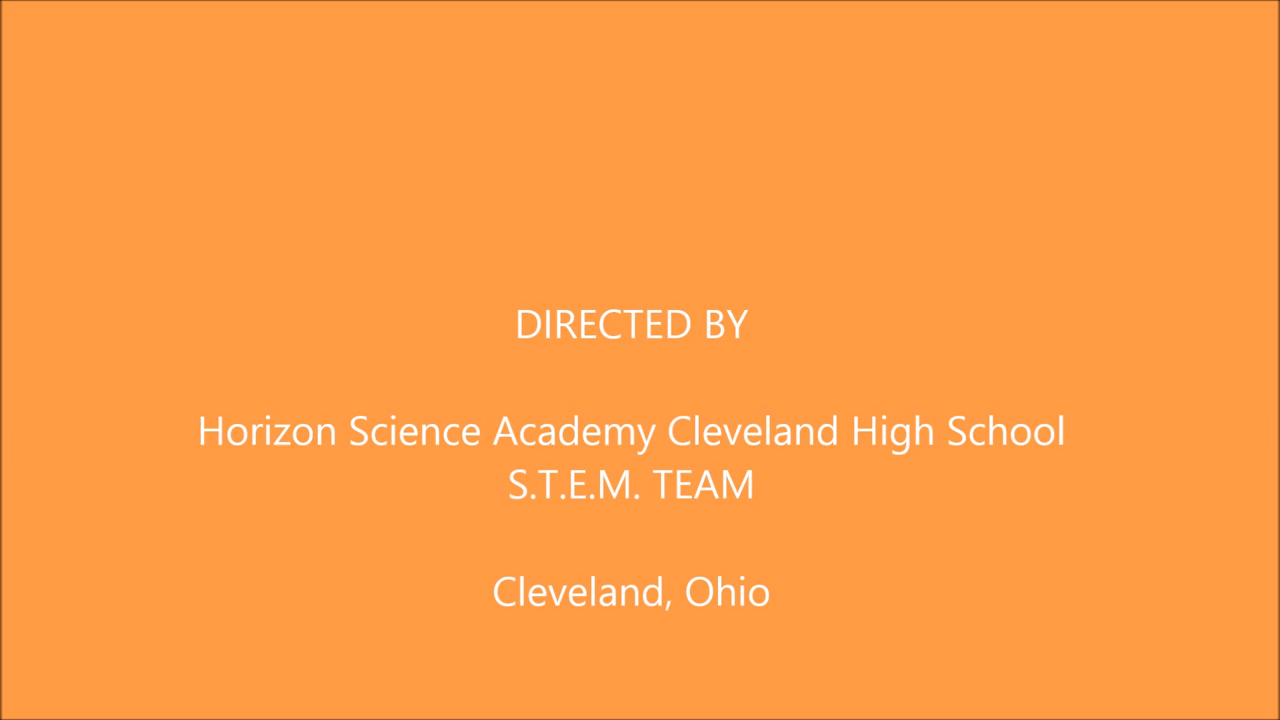 DIRECTED BY
Horizon Science Academy Cleveland High School
S.T.E.M. TEAM
Cleveland, Ohio